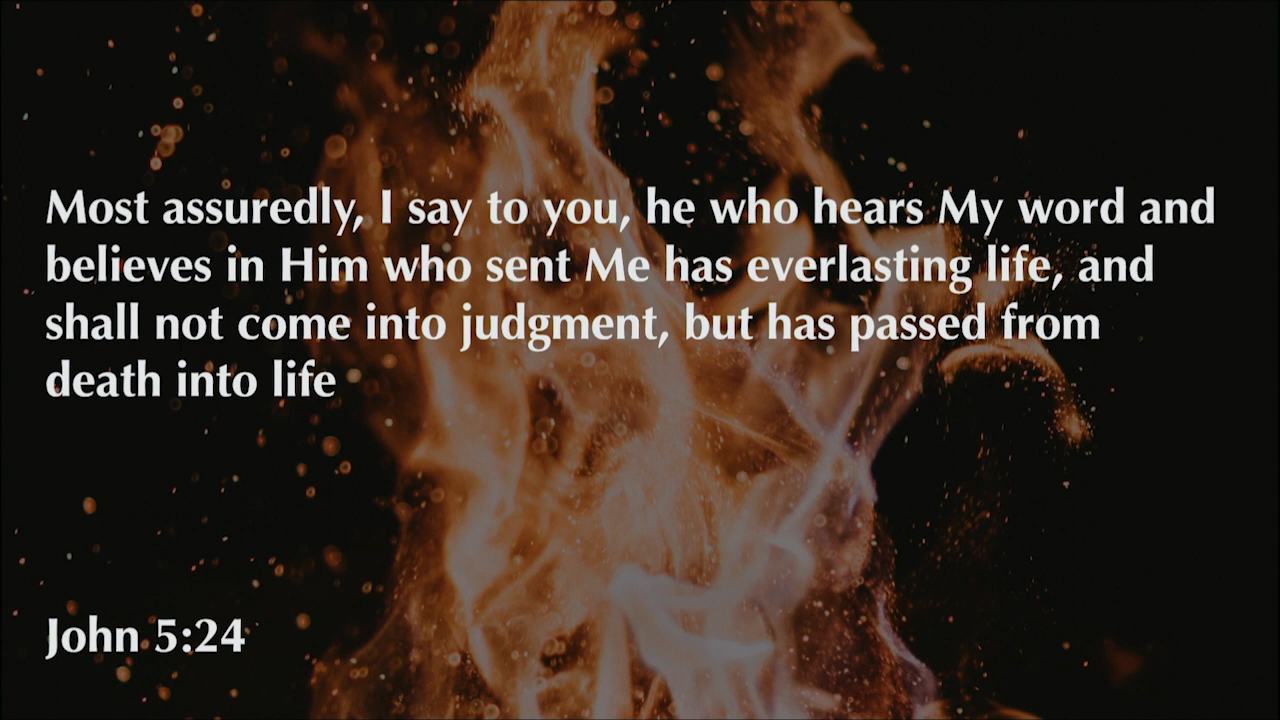 Most assuredly, I say to you, he who hears My word and
believes in Him who sent Me has everlasting life, and
shall not come into judgment, but has passed from
death into life
John 5:24